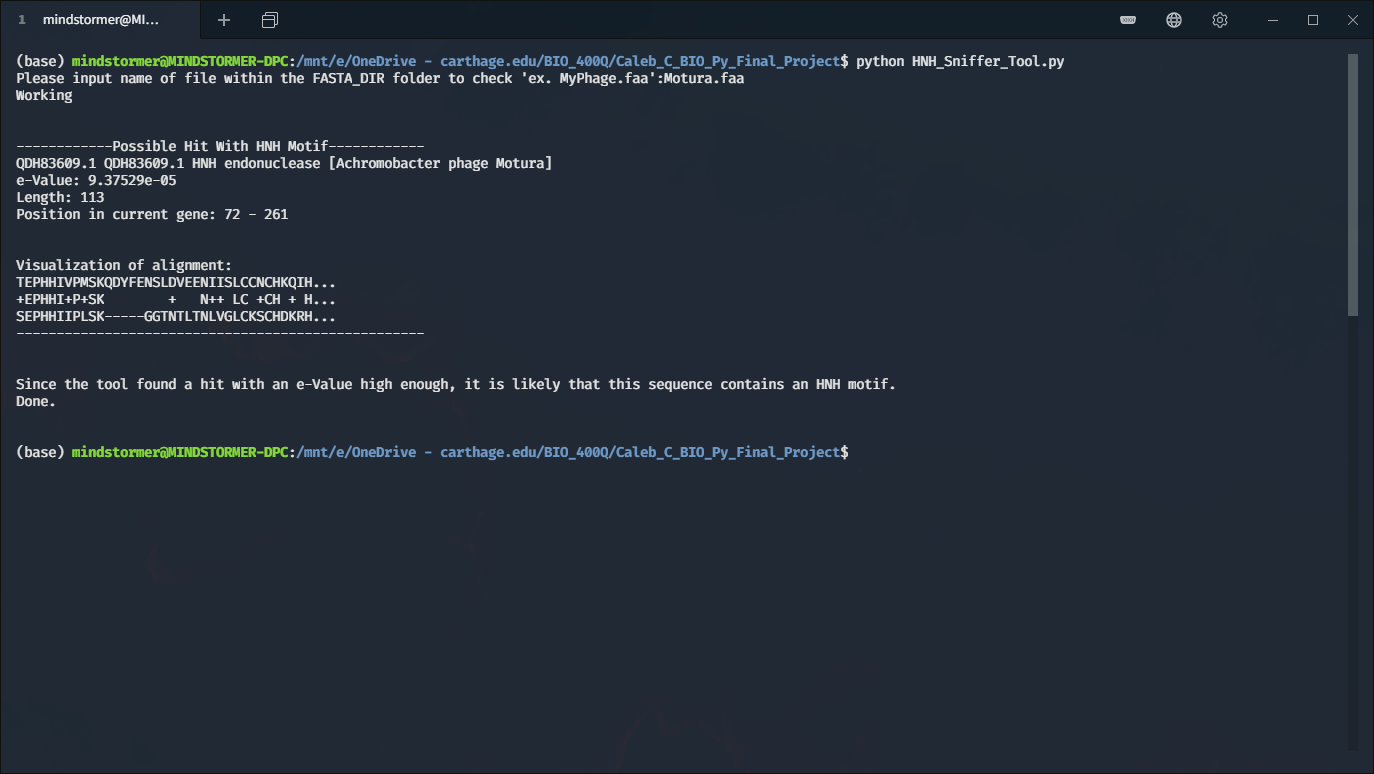 1 mindstormer@MI...
(base) mindstormer@MINDSTORMER-DPC:/mnt/e/OneDrive - carthage.edu/BIO_400Q/Caleb_C_BIO_Py_Final_Project$ python HNH_Sniffer_Tool.py
Please input name of file within the FASTA_DIR folder to check 'ex. MyPhage.faa':Motura.faa
Working
------------Possible Hit With HNH Motif------------
QDH83609.1 QDH83609.1 HNH endonuclease [Achromobacter phage Motura]
e-Value: 9.37529e-05
Length: 113
Position in current gene: 72 - 261
Visualization of alignment:
TEPHHIVPMSKQDYFENSLDVEENIISLCCNCHKQIH...
+EPHHI+P+SK        +   N++ LC +CH + H...
SEPHHIIPLSK-----GGTNTLTNLVGLCKSCHDKRH...
---------------------------------------------------
Since the tool found a hit with an e-Value high enough, it is likely that this sequence contains an HNH motif.
Done.
(base) mindstormer@MINDSTORMER-DPC:/mnt/e/OneDrive - carthage.edu/BIO_400Q/Caleb_C_BIO_Py_Final_Project$